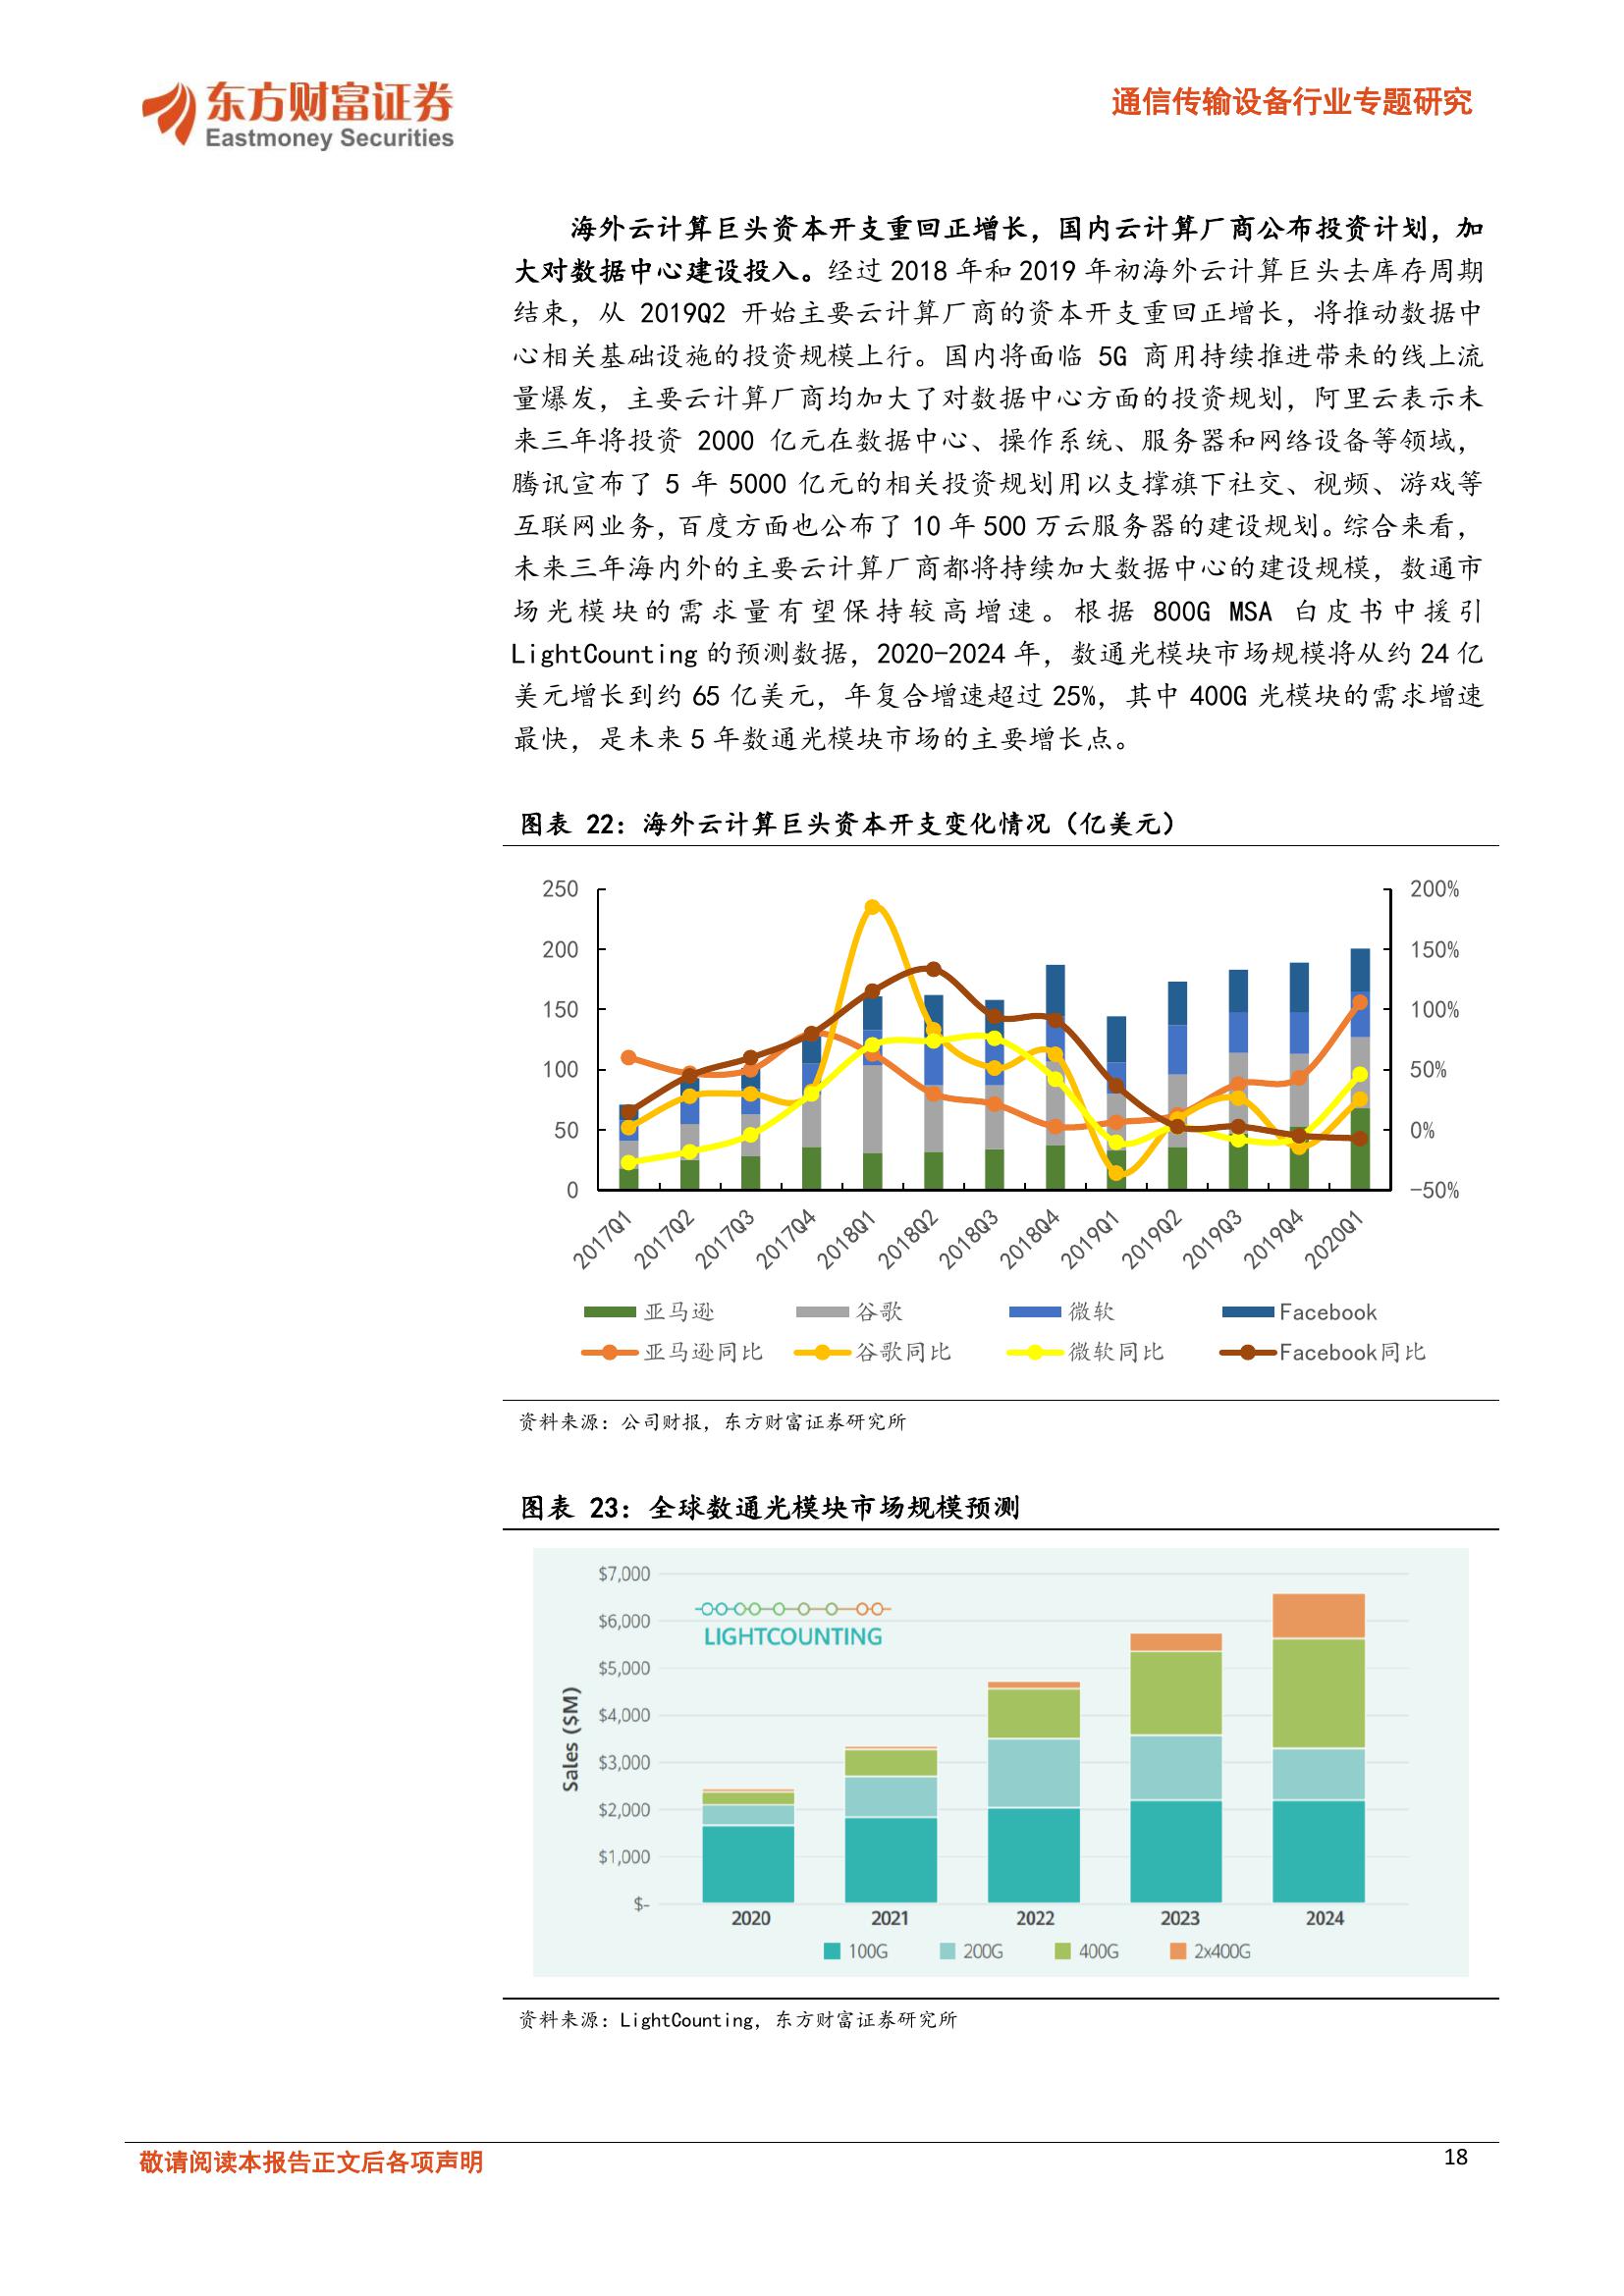 东方财富证券
Eastmoney Securities
通信传输设备行业专题研究
海外云计算巨头资本开支重回正增长，国内云计算厂商公布投资计划，加
大对数据中心建设投入。经过 2018 年和 2019 年初海外云计算巨头去库存周期
结束，从 2019Q2 开始主要云计算厂商的资本开支重回正增长，将推动数据中
心相关基础设施的投资规模上行。国内将面临 5G 商用持续推进带来的线上流
量爆发，主要云计算厂商均加大了对数据中心方面的投资规划，阿里云表示未
来三年将投资 2000 亿元在数据中心、操作系统、服务器和网络设备等领域，
腾讯宣布了 5 年 5000 亿元的相关投资规划用以支撑旗下社交、视频、游戏等
互联网业务，百度方面也公布了 10 年 500 万云服务器的建设规划。综合来看，
未来三年海内外的主要云计算厂商都将持续加大数据中心的建设规模，数通市
场光模块的需求量有望保持较高增速。根据 800G MSA 白皮书中援引
LightCounting 的预测数据，2020-2024 年，数通光模块市场规模将从约 24 亿
美元增长到约 65 亿美元，年复合增速超过 25%，其中 400G 光模块的需求增速
最快，是未来 5 年数通光模块市场的主要增长点。
图表 22：海外云计算巨头资本开支变化情况（亿美元）
250 200%
200 150%
150 100%
100 50%
50 0%
0 -50%
2017Q1 2017Q2 2017Q3 2017Q4 2018Q1 2018Q2 2018Q3 2018Q4 2019Q1 2019Q2 2019Q3 2019Q4 2020Q1
亚马逊 谷歌 微软 Facebook
亚马逊同比 谷歌同比 微软同比 Facebook同比
资料来源：公司财报，东方财富证券研究所
图表 23：全球数通光模块市场规模预测
$7,000
$6,000
LIGHTCOUNTING
$5,000
$4,000
$3,000
$2,000
$1,000
$-
Sales ($M)
2020 2021 2022 2023 2024
100G 200G 400G 2x400G
资料来源：LightCounting，东方财富证券研究所
敬请阅读本报告正文后各项声明
18